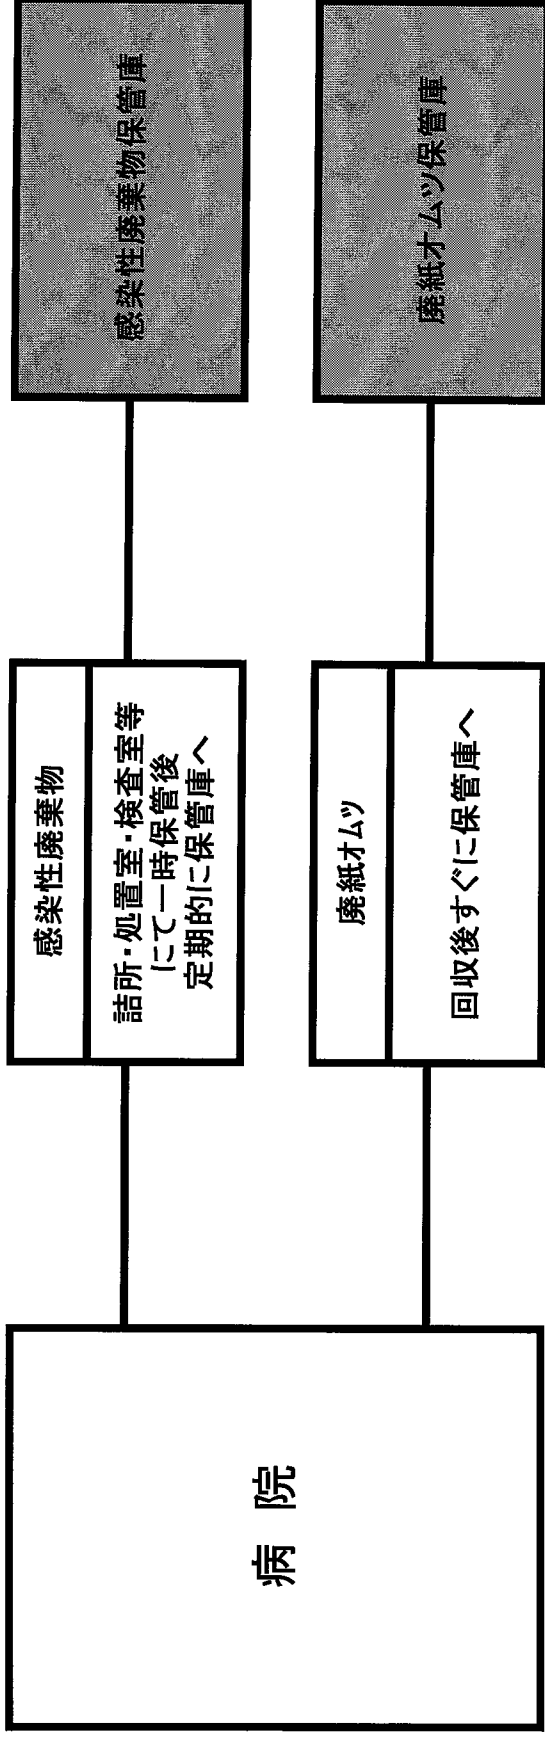 病院
感染性廃棄物
詰所・処置室・検査室等
にて一時保管後
定期的に保管庫へ
感染性廃棄物保管庫
廃紙オムツ
回収後すぐに保管庫へ
廃紙オムツ保管庫